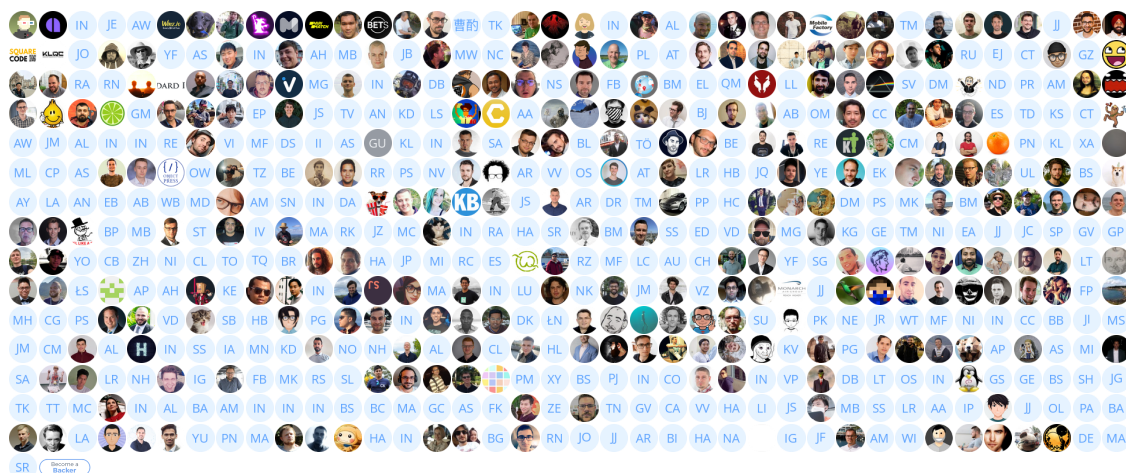 IN JE AW BETS 曹酌 TK IN AL Mobile Factory TM JJ
SQUARE CODE KLOC JO YF AS IN AH MB JB MW NC PL AT RU EJ CT GZ
RA RN DARD I MG IN DB NS FB BM EL QM LL SV DM ND PR AM
GM EP JS TV AN KD LS C AA BJ AB OM CC ES TD KS CT
AW JM AL IN IN RE VI MF DS II AS GU KL IN SA BL TÖ BE RE CM PN KL XA
ML CP AS OW TZ BE RR PS NV AR VV OS AT LR HB JQ YE EK UL BS
AY LA AN EB AB WB MD AM SN IN DA KB JS AR DR TM PP HC DM PS MK BM
BP MB ST IV MA RK JZ MC IN RA HA SR BM SS ED VD MG KG GE TM NI EA JJ JC SP GV GP
YO CB ZH NI CL TO TQ BR HA JP MI RC ES RZ MF LC AU CH YF SG LT
ŁS AP AH KE IN rs MA IN LU NK JM VZ JJ FP
MH CG PS VD SB HB PG IN DK ŁN SU PK NE JR WT MF NI IN CC BB JI MS
JM CM AL H IN SS IA MN KD NO NH AL CL HL KV PG AP AS MI
SA LR NH IG FB MK RS SL PM XY BS PJ IN CO IN VP DB LT OS IN GS GE BS SH JG
TK TT MC IN AL BA AM IN IN IN BS BC MA GC AS FK ZE TN GV CA VV HA LI JS MB SS LR AA IP JJ OL PA BA
LA YU PN MA HA IN BG RN JO JJ AR BI HA NA IG JF AM WI DE MA
SR Become a Backer